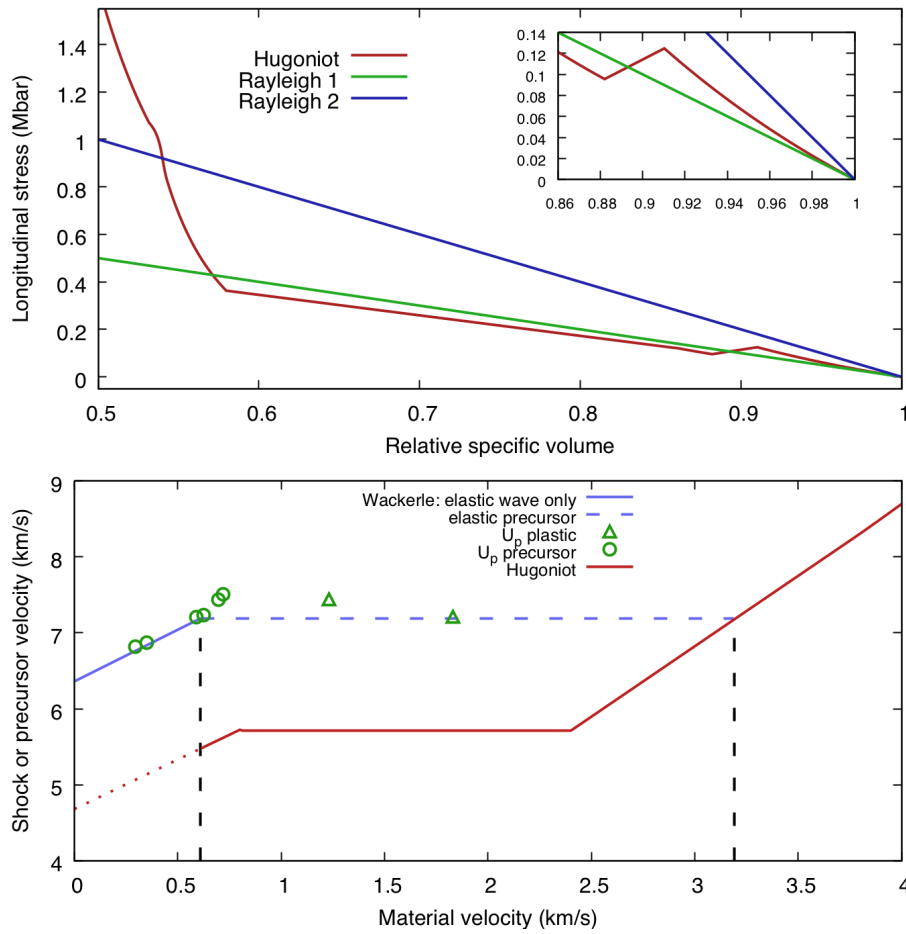 Hugoniot
Rayleigh 1
Rayleigh 2
Longitudinal stress (Mbar)
1.4
1.2
1
0.8
0.6
0.4
0.2
0
0.5 0.6 0.7 0.8 0.9 1
Relative specific volume
0.14
0.12
0.1
0.08
0.06
0.04
0.02
0
0.86 0.88 0.9 0.92 0.94 0.96 0.98 1
Wackerle: elastic wave only
elastic precursor
Up plastic
Up precursor
Hugoniot
Shock or precursor velocity (km/s)
9
8
7
6
5
4
0 0.5 1 1.5 2 2.5 3 3.5 4
Material velocity (km/s)